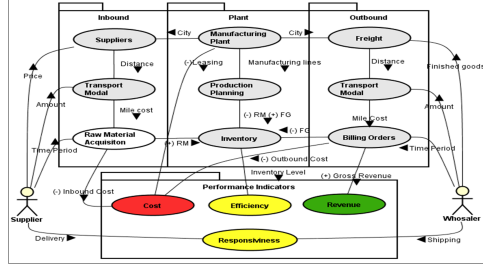 Inbound
Plant
Outbound
Suppliers
City
Manufacturing
Plant
City
Freight
Price
Distance
(-)Leasing
Manufacturing lines
Distance
Finished goods
Transport
Modal
Production
Planning
Transport
Modal
Amount
Amount
Mile cost
(-) RM (+) FG
Mile Cost
Raw Material
Acquisiton
(+) RM
Inventory
(-) FG
Billing Orders
Time Period
Time Period
(-) Outbound Cost
Inventory Level
Performance Indicators
(-) Inbound Cost
(+) Gross Revenue
Cost
Efficiency
Revenue
Supplier
Whosaler
Delivery
Responsiviness
Shipping